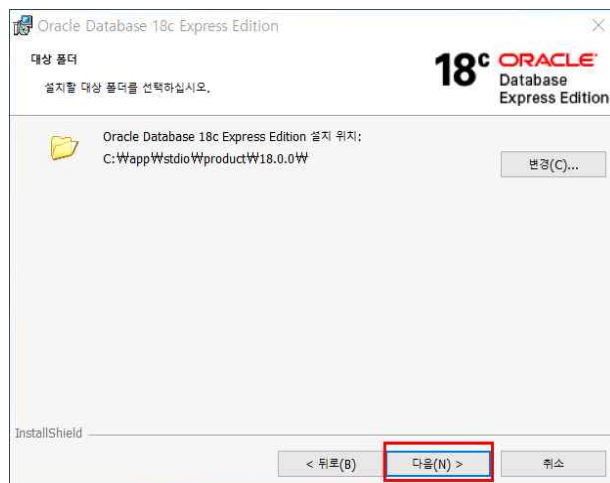 Oracle Database 18c Express Edition
대상 폴더
설치할 대상 폴더를 선택하십시오.
18c ORACLE
Database
Express Edition
Oracle Database 18c Express Edition 설치 위치:
C:₩app₩stdio₩product₩18.0.0₩
변경(C)...
InstallShield
< 뒤로(B)
다음(N) >
취소